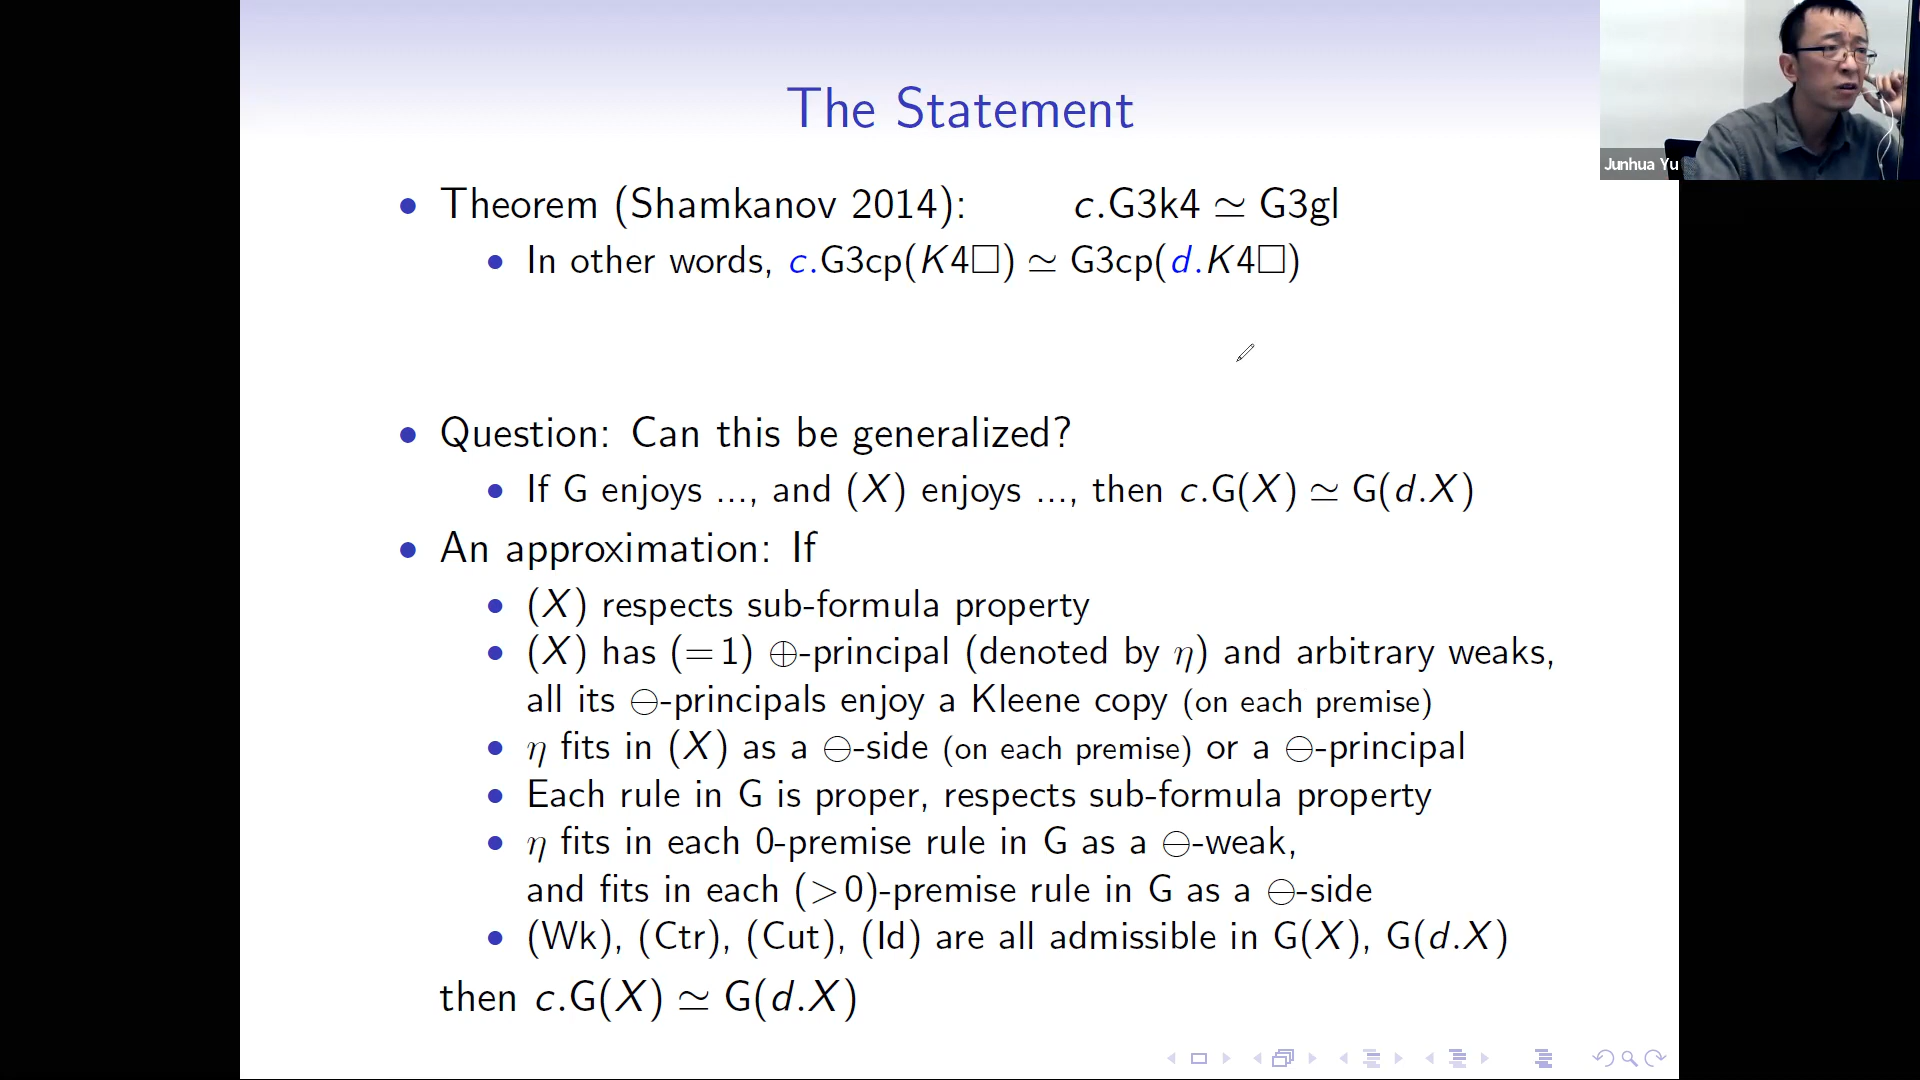 The Statement
Junhua Yu
• Theorem (Shamkanov 2014): c.G3k4 ≃ G3gl
• In other words, c.G3cp(K4□) ≃ G3cp(d.K4□)
• Question: Can this be generalized?
• If G enjoys ..., and (X) enjoys ..., then c.G(X) ≃ G(d.X)
• An approximation: If
• (X) respects sub-formula property
• (X) has (=1) ⊕-principal (denoted by η) and arbitrary weaks,
all its ⊖-principals enjoy a Kleene copy (on each premise)
• η fits in (X) as a ⊖-side (on each premise) or a ⊖-principal
• Each rule in G is proper, respects sub-formula property
• η fits in each 0-premise rule in G as a ⊖-weak,
and fits in each (>0)-premise rule in G as a ⊖-side
• (Wk), (Ctr), (Cut), (Id) are all admissible in G(X), G(d.X)
then c.G(X) ≃ G(d.X)